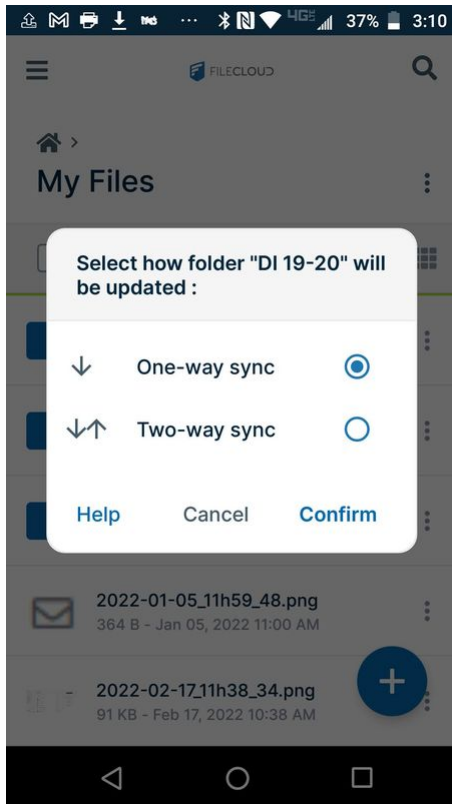 4GE 37% 3:10
FILECLOUD
My Files
Select how folder "DI 19-20" will
be updated :
One-way sync
Two-way sync
Help Cancel Confirm
2022-01-05_11h59_48.png
364 B - Jan 05, 2022 11:00 AM
2022-02-17_11h38_34.png
91 KB - Feb 17, 2022 10:38 AM